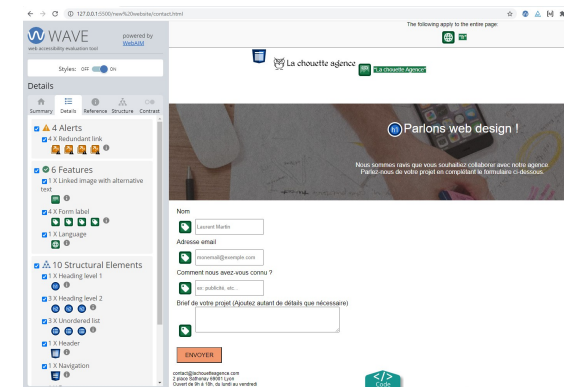 127.0.0.1:5500/new%20website/contact.html
The following apply to the entire page:
WAVE
powered by
WebAIM
web accessibility evaluation tool
Styles: OFF ON
La chouette agence
"La chouette Agence"
Details
Summary Details Reference Structure Contrast
4 Alerts
4 X Redundant link
6 Features
1 X Linked image with alternative
text
4 X Form label
1 X Language
10 Structural Elements
1 X Heading level 1
h1
3 X Heading level 2
3 X Unordered list
1 X Header
1 X Navigation
h1 Parlons web design !
Nous sommes ravis que vous souhaitiez collaborer avec notre agence
Parlez-nous de votre projet en complétant le formulaire ci-dessous.
Nom
Laurent Martin
Adresse email
monemail@exemple.com
Comment nous avez-vous connu ?
ex: publicité, etc...
Brief de votre projet (Ajoutez autant de détails que nécessaire)
ENVOYER
contact@lachouetteagence.com
2 place Sathonay 69001 Lyon
Ouvert de 9h à 18h, du lundi au vendredi
</>
Code